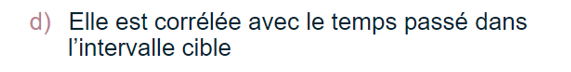 d) Elle est corrélée avec le temps passé dans
l’intervalle cible